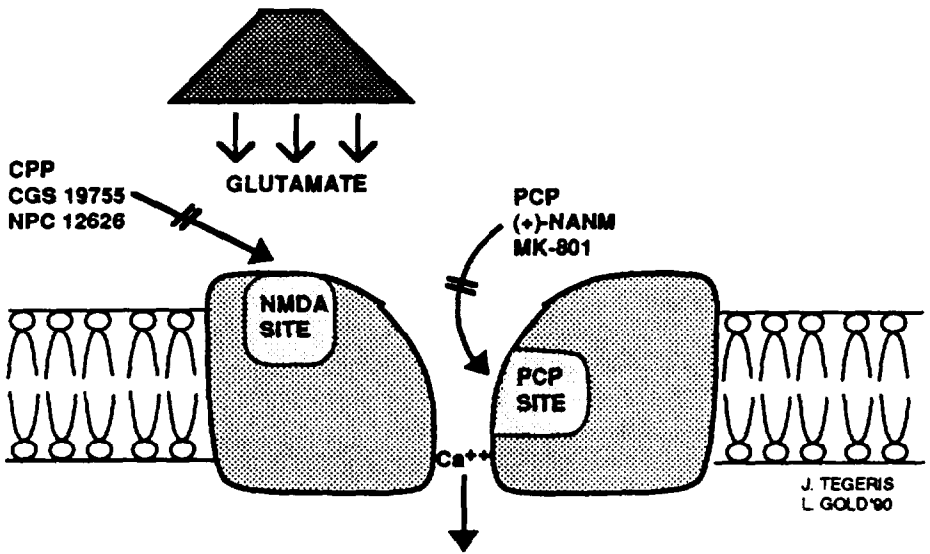 GLUTAMATE
CPP
CGS 19755
NPC 12626
PCP
(+)-NANM
MK-801
NMDA
SITE
PCP
SITE
Ca++
J. TEGERIS
L. GOLD '90